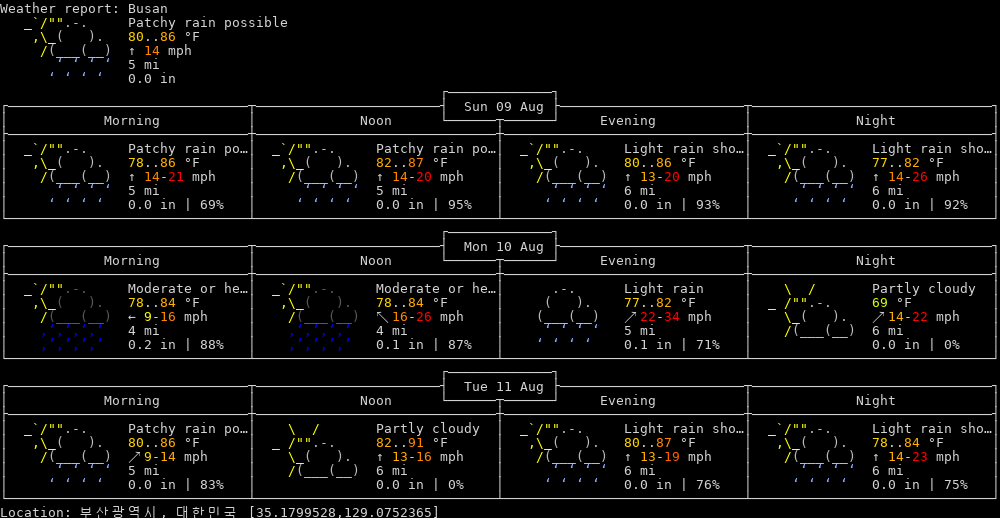 Weather report: Busan
Patchy rain possible
80..86 °F
↑ 14 mph
5 mi
0.0 in
Sun 09 Aug
Morning Noon Evening Night
Patchy rain po… Patchy rain po… Light rain sho… Light rain sho…
78..86 °F 82..87 °F 80..86 °F 77..82 °F
↑ 14-21 mph ↑ 14-20 mph ↑ 13-20 mph ↑ 14-26 mph
5 mi 5 mi 6 mi 6 mi
0.0 in | 69% 0.0 in | 95% 0.0 in | 93% 0.0 in | 92%
Mon 10 Aug
Morning Noon Evening Night
Moderate or he… Moderate or he… Light rain Partly cloudy
78..84 °F 78..84 °F 77..82 °F 69 °F
← 9-16 mph ↖ 16-26 mph ↗ 22-34 mph ↗ 14-22 mph
4 mi 4 mi 5 mi 6 mi
0.2 in | 88% 0.1 in | 87% 0.1 in | 71% 0.0 in | 0%
Tue 11 Aug
Morning Noon Evening Night
Patchy rain po… Partly cloudy Light rain sho… Light rain sho…
80..86 °F 82..91 °F 80..87 °F 78..84 °F
↗ 9-14 mph ↑ 13-16 mph ↑ 13-19 mph ↑ 14-23 mph
5 mi 6 mi 6 mi 6 mi
0.0 in | 83% 0.0 in | 0% 0.0 in | 76% 0.0 in | 75%
Location: 부산광역시, 대한민국 [35.1799528,129.0752365]